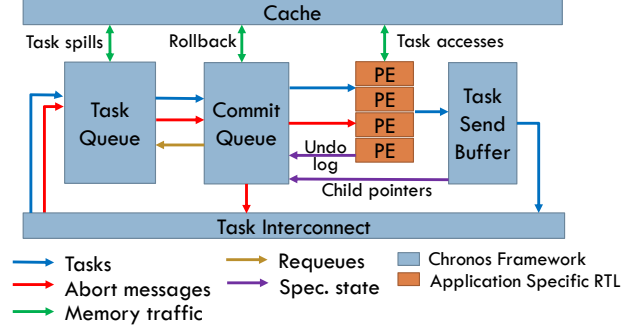 Cache
Task spills
Rollback
Task accesses
Task
Queue
Commit
Queue
PE
PE
PE
PE
Task
Send
Buffer
Undo
log
Child pointers
Task Interconnect
Tasks
Abort messages
Memory traffic
Requeues
Spec. state
Chronos Framework
Application Specific RTL